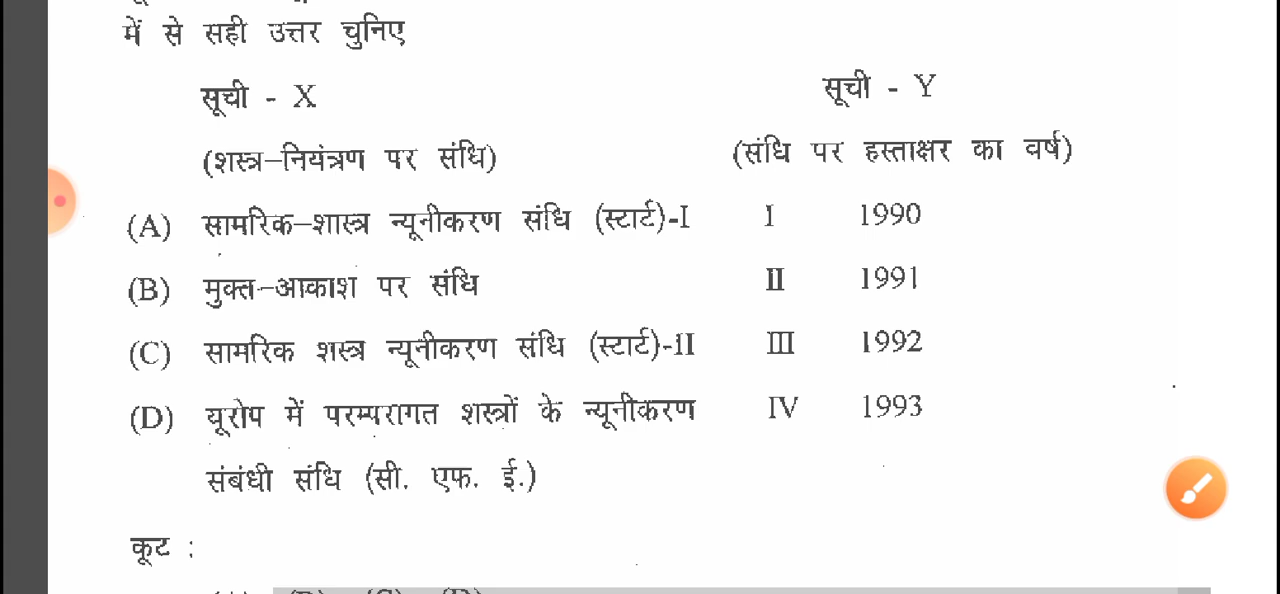 में से सही उत्तर चुनिए
सूची - X सूची - Y
(शस्त्र–नियंत्रण पर संधि) (संधि पर हस्ताक्षर का वर्ष)
(A) सामरिक–शास्त्र न्यूनीकरण संधि (स्टार्ट)-I I 1990
(B) मुक्त–आकाश पर संधि II 1991
(C) सामरिक शस्त्र न्यूनीकरण संधि (स्टार्ट)-II III 1992
(D) यूरोप में परम्परागत शस्त्रों के न्यूनीकरण IV 1993
संबंधी संधि (सी. एफ. ई.)
कूट :